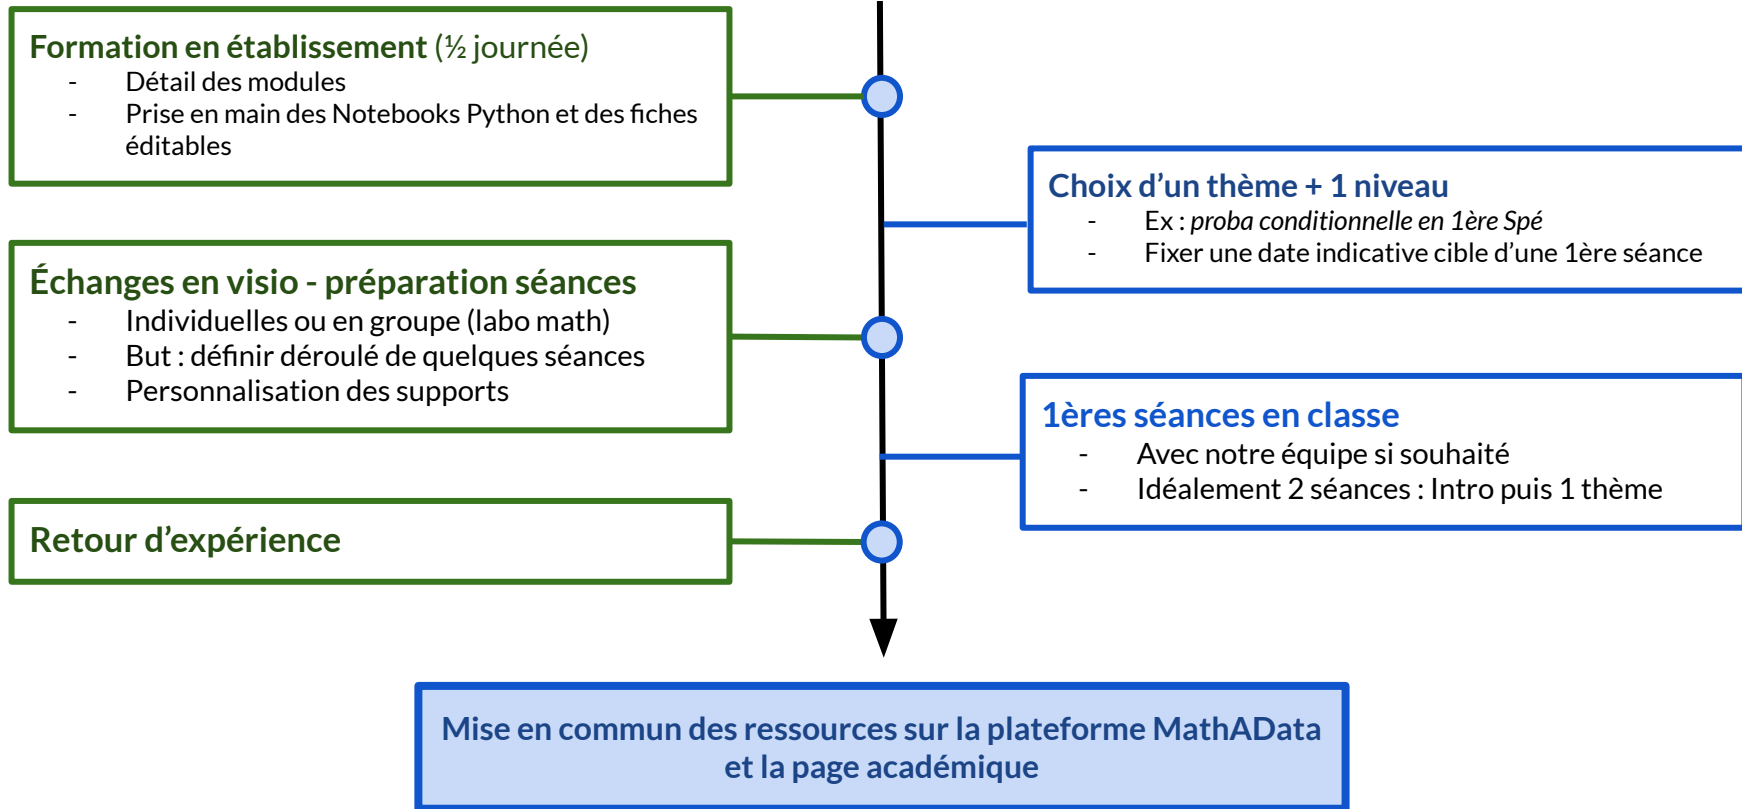 Formation en établissement (½ journée)
- Détail des modules
- Prise en main des Notebooks Python et des fiches
éditables
Choix d’un thème + 1 niveau
- Ex : proba conditionnelle en 1ère Spé
- Fixer une date indicative cible d’une 1ère séance
Échanges en visio - préparation séances
- Individuelles ou en groupe (labo math)
- But : définir déroulé de quelques séances
- Personnalisation des supports
1ères séances en classe
- Avec notre équipe si souhaité
- Idéalement 2 séances : Intro puis 1 thème
Retour d’expérience
Mise en commun des ressources sur la plateforme MathAData
et la page académique